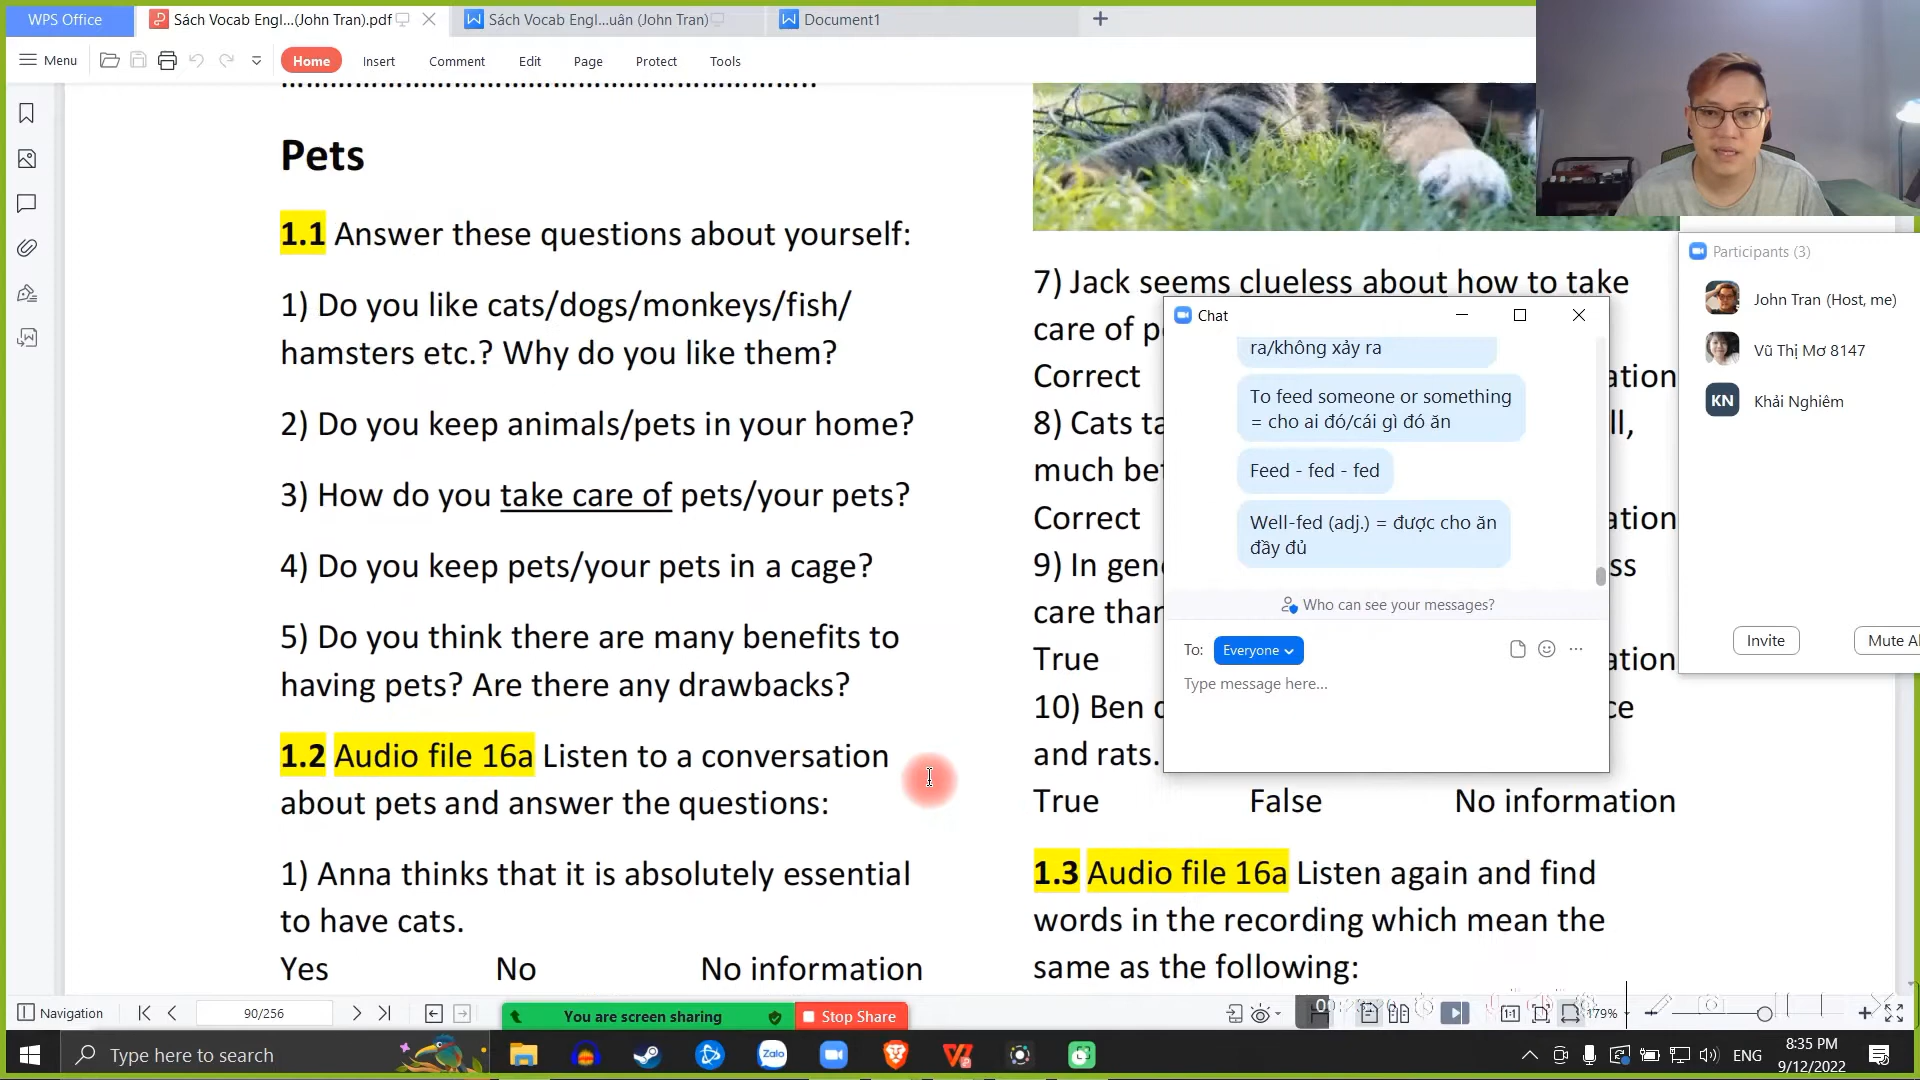 WPS Office
Sách Vocab Engl...(John Tran).pdf
Sách Vocab Engl...uân (John Tran)
Document1
Menu
Home
Insert
Comment
Edit
Page
Protect
Tools
Pets
1.1 Answer these questions about yourself:
1) Do you like cats/dogs/monkeys/fish/
hamsters etc.? Why do you like them?
2) Do you keep animals/pets in your home?
3) How do you take care of pets/your pets?
4) Do you keep pets/your pets in a cage?
5) Do you think there are many benefits to
having pets? Are there any drawbacks?
1.2 Audio file 16a Listen to a conversation
about pets and answer the questions:
1) Anna thinks that it is absolutely essential
to have cats.
Yes No No information
7) Jack seems clueless about how to take
care of p
Correct ation
8) Cats ta ll,
much bet
Correct ation
9) In gene ss
care than
True ation
10) Ben ce
and rats.
True False No information
1.3 Audio file 16a Listen again and find
words in the recording which mean the
same as the following:
Chat
ra/không xảy ra
To feed someone or something
= cho ai đó/cái gì đó ăn
Feed - fed - fed
Well-fed (adj.) = được cho ăn
đầy đủ
Who can see your messages?
To: Everyone
Type message here...
Participants (3)
John Tran (Host, me)
Vũ Thị Mơ 8147
KN Khải Nghiêm
Invite
Mute Al
Navigation
90/256
You are screen sharing
Stop Share
179%
Type here to search
Zalo
ENG
8:35 PM
9/12/2022